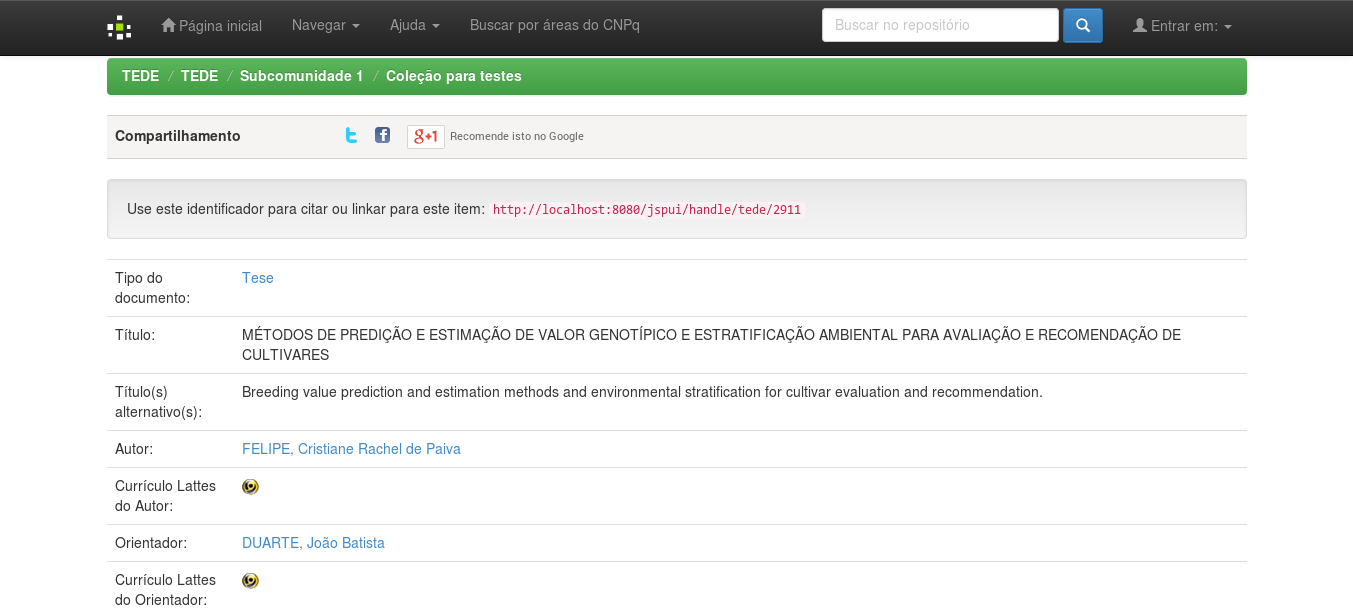 Página inicial Navegar Ajuda Buscar por áreas do CNPq Buscar no repositório Entrar em:
TEDE / TEDE / Subcomunidade 1 / Coleção para testes
Compartilhamento t f g+1 Recomende isto no Google
Use este identificador para citar ou linkar para este item: http://localhost:8080/jspui/handle/tede/2911
Tipo do
documento:
Tese
Título:
MÉTODOS DE PREDIÇÃO E ESTIMAÇÃO DE VALOR GENOTÍPICO E ESTRATIFICAÇÃO AMBIENTAL PARA AVALIAÇÃO E RECOMENDAÇÃO DE
CULTIVARES
Título(s)
alternativo(s):
Breeding value prediction and estimation methods and environmental stratification for cultivar evaluation and recommendation.
Autor:
FELIPE, Cristiane Rachel de Paiva
Currículo Lattes
do Autor:
Orientador:
DUARTE, João Batista
Currículo Lattes
do Orientador: